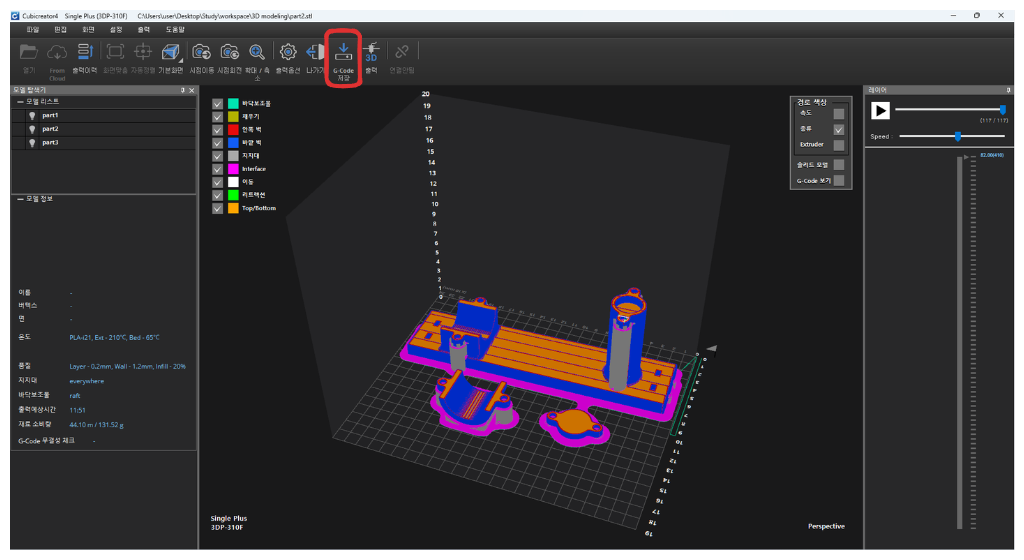 Cubicreator4   Single Plus (3DP-310F)   C:\Users\user\Desktop\Study\workspace\3D modeling\part2.stl
파일 편집 화면 설정 출력 도움말
열기 From Cloud 출력이력 화면맞춤 자동정렬 기본화면 시점이동 시점회전 확대 / 축소 출력옵션 나가기 G-Code 저장 3D 출력 연결안됨
모델 탐색기
모델 리스트
part1
part2
part3
모델 정보
이름 -
버텍스 -
면 -
온도 PLA-i21, Ext - 210℃, Bed - 65℃
품질 Layer - 0.2mm, Wall - 1.2mm, Infill - 20%
지지대 everywhere
바닥보조물 raft
출력예상시간 11:51
재료 소비량 44.10 m / 131.52 g
G-Code 무결성 체크 -
바닥보조물
채우기
안쪽 벽
바깥 벽
지지대
Interface
이동
리트랙션
Top/Bottom
20
19
18
17
16
15
14
13
12
11
10
9
8
7
6
5
4
3
2
1
0
경로 색상
속도
종류
Extruder
솔리드 모델
G-Code 보기
Single Plus
3DP-310F
Perspective
레이어
(117 / 117)
Speed :
82.00(410)